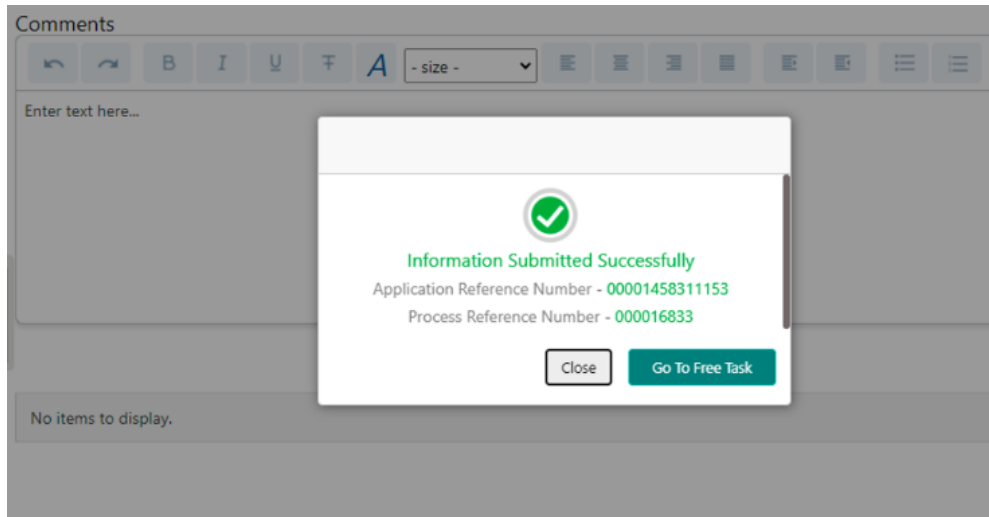 Comments
B I U T A - size -
Enter text here...
Information Submitted Successfully
Application Reference Number - 00001458311153
Process Reference Number - 000016833
Close Go To Free Task
No items to display.